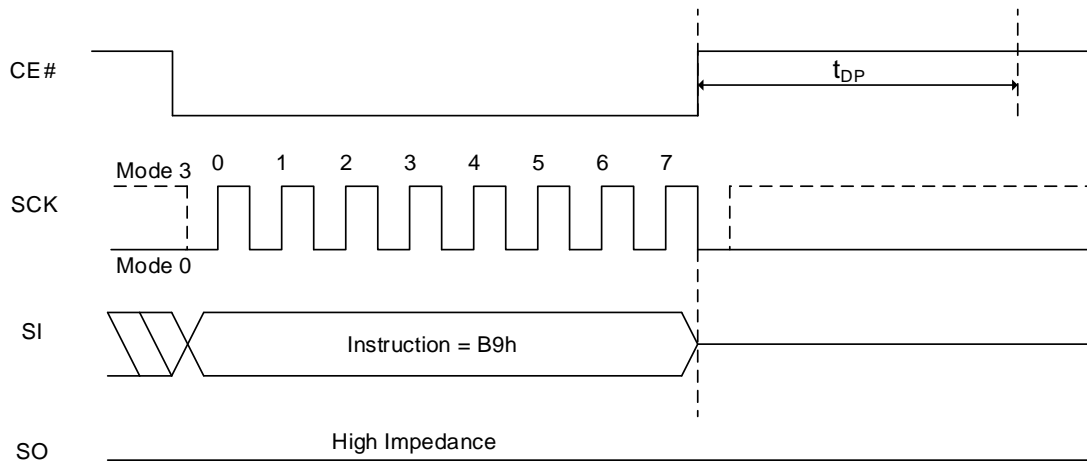 CE#
tDP
Mode 3 0 1 2 3 4 5 6 7
SCK
Mode 0
SI
Instruction = B9h
High Impedance
SO